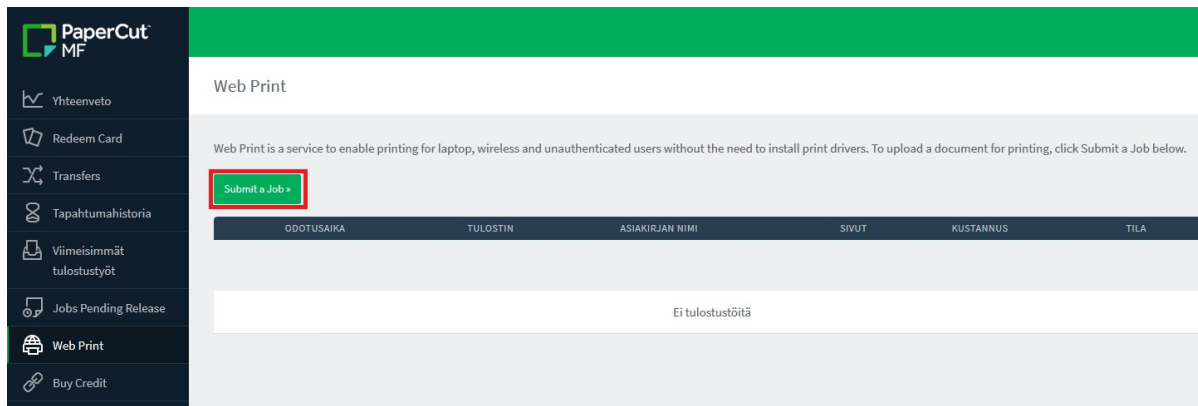 PaperCut
MF
Yhteenveto
Redeem Card
Transfers
Tapahtumahistoria
Viimeisimmät
tulostustyöt
Jobs Pending Release
Web Print
Buy Credit
Web Print
Web Print is a service to enable printing for laptop, wireless and unauthenticated users without the need to install print drivers. To upload a document for printing, click Submit a Job below.
Submit a Job »
ODOTUSAIKA TULOSTIN ASIAKIRJAN NIMI SIVUT KUSTANNUS TILA
Ei tulostustöitä